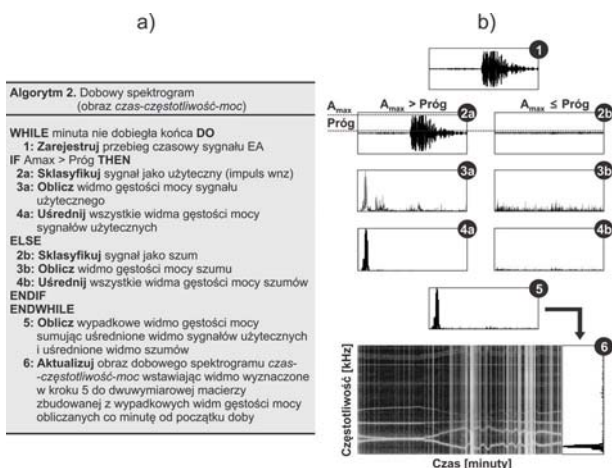 a)
b)
Algorytm 2. Dobowy spektrogram
(obraz czas-częstotliwość-moc)
WHILE minuta nie dobiegła końca DO
1: Zarejestruj przebieg czasowy sygnału EA
IF Amax > Próg THEN
2a: Sklasyfikuj sygnał jako użyteczny (impuls wnz)
3a: Oblicz widmo gęstości mocy sygnału
użytecznego
4a: Uśrednij wszystkie widma gęstości mocy
sygnałów użytecznych
ELSE
2b: Sklasyfikuj sygnał jako szum
3b: Oblicz widmo gęstości mocy szumu
4b: Uśrednij wszystkie widma gęstości mocy szumów
ENDIF
ENDWHILE
5: Oblicz wypadkowe widmo gęstości mocy
sumując uśrednione widmo sygnałów użytecznych
i uśrednione widmo szumów
6: Aktualizuj obraz dobowego spektrogramu czas-
-częstotliwość-moc wstawiając widmo wyznaczone
w kroku 5 do dwuwymiarowej macierzy
zbudowanej z wypadkowych widm gęstości mocy
obliczanych co minutę od początku doby
1
Amax
Amax > Próg
Amax ≤ Próg
Próg
2a
2b
3a
3b
4a
4b
5
6
Częstotliwość [kHz]
Czas [minuty]